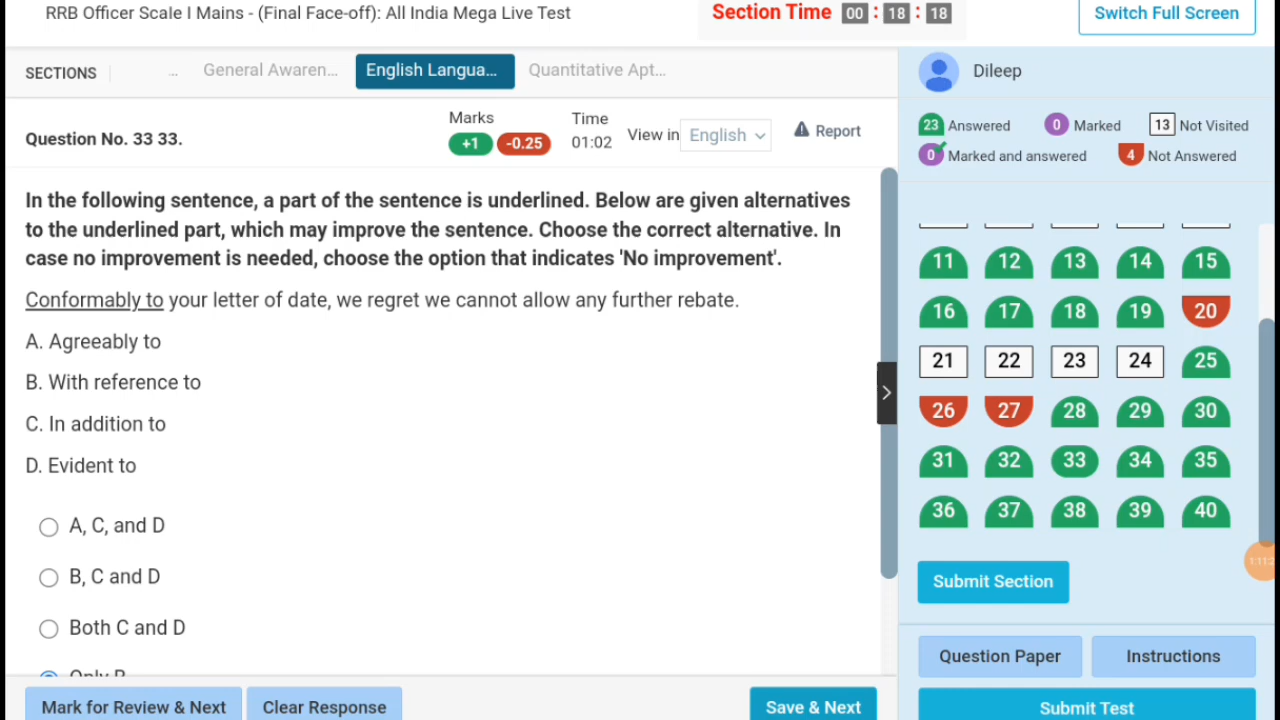 RRB Officer Scale I Mains - (Final Face-off): All India Mega Live Test
Section Time 00 : 18 : 18
Switch Full Screen
SECTIONS
...
General Awaren...
English Langua...
Quantitative Apt...
Dileep
Question No. 33 33.
Marks
+1 -0.25
Time
01:02
View in English
Report
23 Answered
0 Marked
13 Not Visited
0 Marked and answered
4 Not Answered
In the following sentence, a part of the sentence is underlined. Below are given alternatives
to the underlined part, which may improve the sentence. Choose the correct alternative. In
case no improvement is needed, choose the option that indicates 'No improvement'.
Conformably to your letter of date, we regret we cannot allow any further rebate.
A. Agreeably to
B. With reference to
C. In addition to
D. Evident to
A, C, and D
B, C and D
Both C and D
Only B
11 12 13 14 15
16 17 18 19 20
21 22 23 24 25
26 27 28 29 30
31 32 33 34 35
36 37 38 39 40
Submit Section
Question Paper
Instructions
Mark for Review & Next
Clear Response
Save & Next
Submit Test